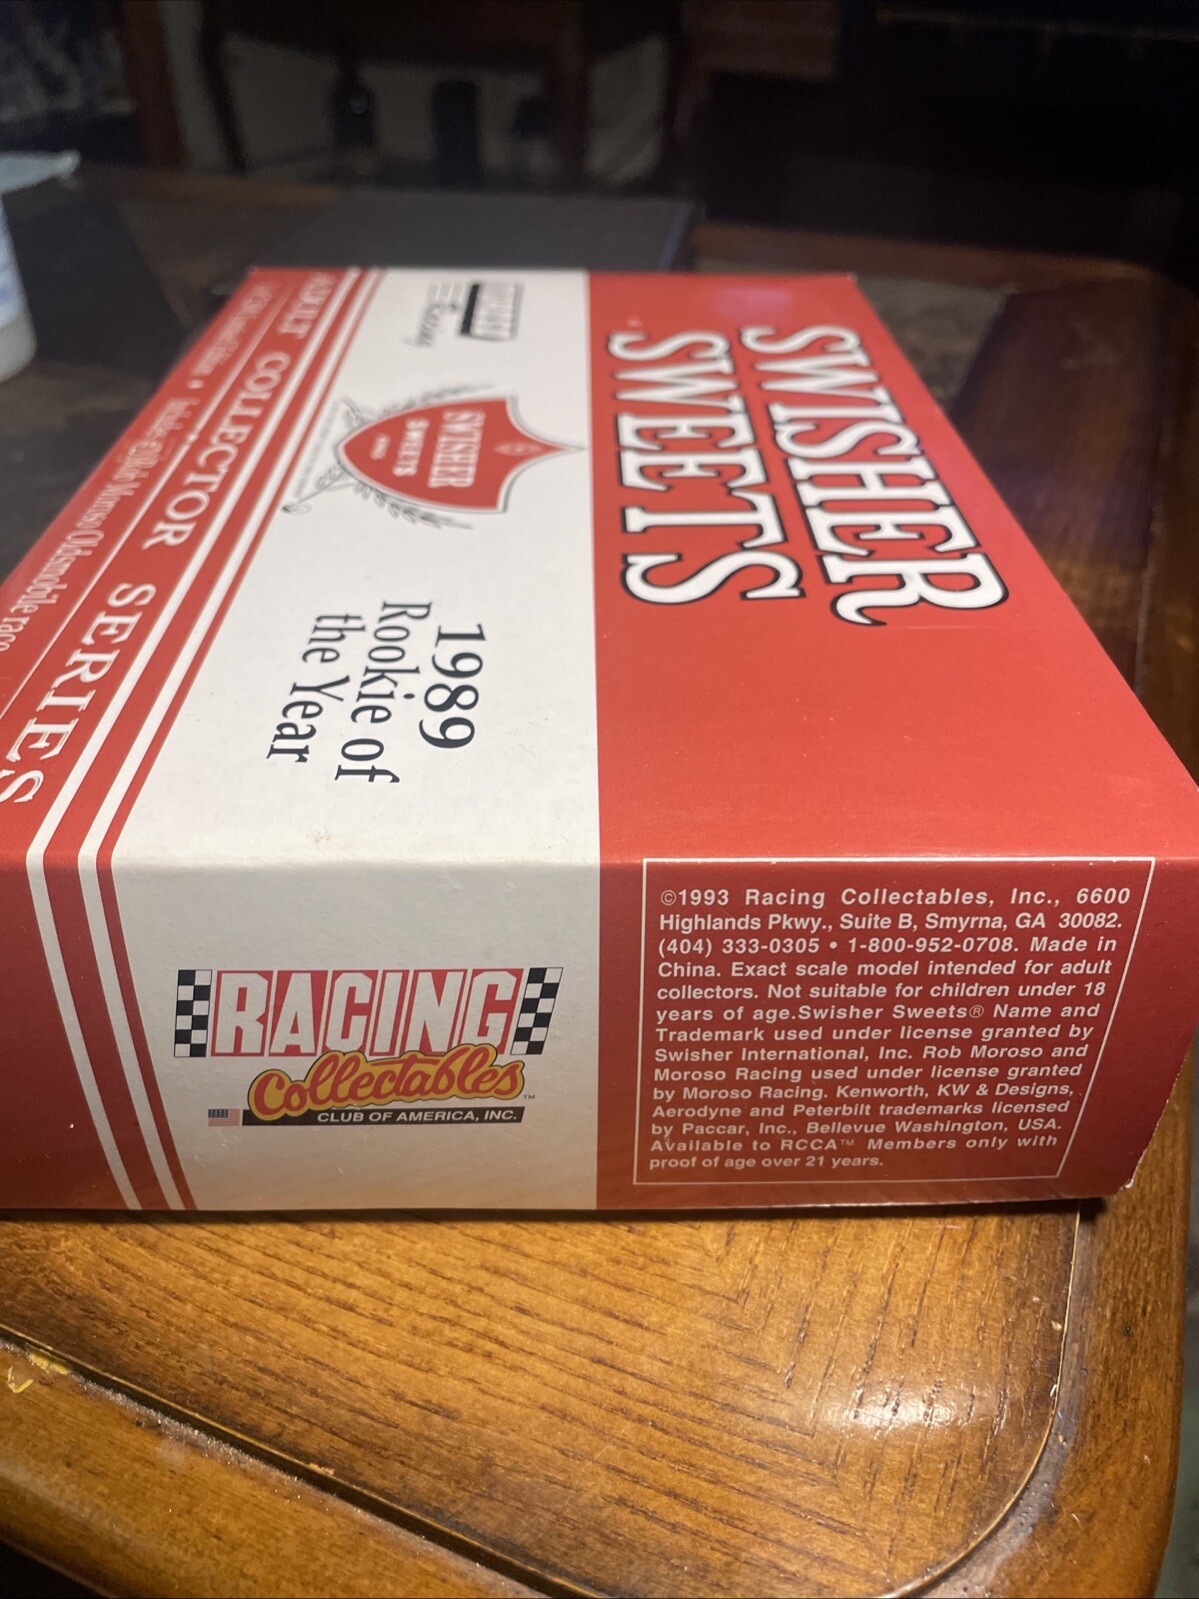 SWISHER
SWEETS
SWISHER
SWEETS
1989
Rookie of
the Year
ADULT COLLECTOR SERIES
Moroso Oldsmobile race
RACING
Collectables™
CLUB OF AMERICA, INC.
©1993 Racing Collectables, Inc., 6600
Highlands Pkwy., Suite B, Smyrna, GA 30082.
(404) 333-0305 • 1-800-952-0708. Made in
China. Exact scale model intended for adult
collectors. Not suitable for children under 18
years of age.Swisher Sweets® Name and
Trademark used under license granted by
Swisher International, Inc. Rob Moroso and
Moroso Racing used under license granted
by Moroso Racing. Kenworth, KW & Designs,
Aerodyne and Peterbilt trademarks licensed
by Paccar, Inc., Bellevue Washington, USA.
Available to RCCA™ Members only with
proof of age over 21 years.